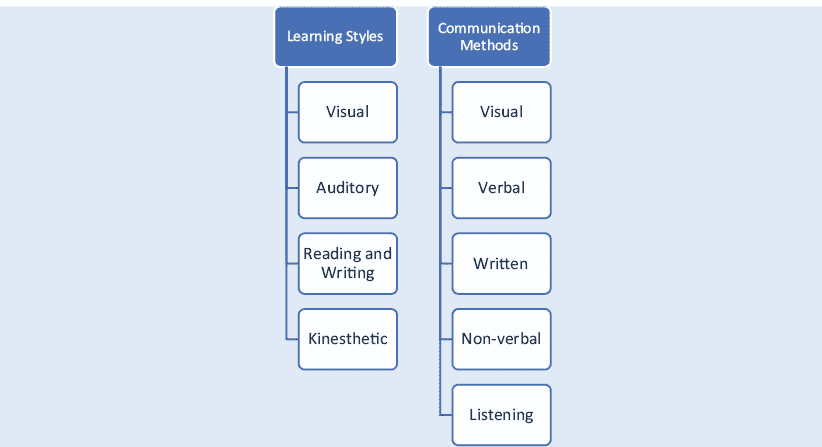 Learning Styles
Visual
Auditory
Reading and
Writing
Kinesthetic
Communication
Methods
Visual
Verbal
Written
Non-verbal
Listening